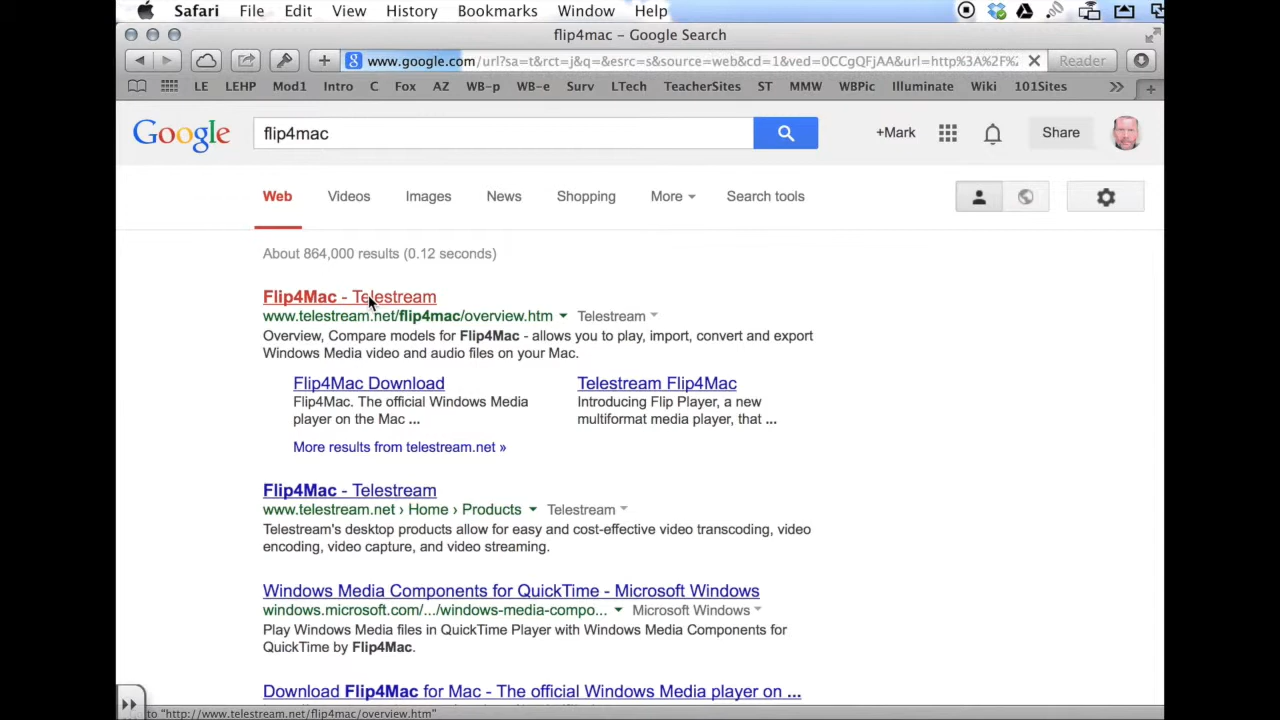 Safari File Edit View History Bookmarks Window Help
flip4mac – Google Search
www.google.com/url?sa=t&rct=j&q=&esrc=s&source=web&cd=1&ved=0CCgQFjAA&url=http%3A%2F%2 Reader
LE LEHP Mod1 Intro C Fox AZ WB-p WB-e Surv LTech TeacherSites ST MMW WBPic Illuminate Wiki 101Sites
Google flip4mac +Mark Share
Web Videos Images News Shopping More Search tools
About 864,000 results (0.12 seconds)
Flip4Mac - Telestream
www.telestream.net/flip4mac/overview.htm Telestream
Overview, Compare models for Flip4Mac - allows you to play, import, convert and export
Windows Media video and audio files on your Mac.
Flip4Mac Download Telestream Flip4Mac
Flip4Mac. The official Windows Media Introducing Flip Player, a new
player on the Mac ... multiformat media player, that ...
More results from telestream.net »
Flip4Mac - Telestream
www.telestream.net › Home › Products Telestream
Telestream's desktop products allow for easy and cost-effective video transcoding, video
encoding, video capture, and video streaming.
Windows Media Components for QuickTime - Microsoft Windows
windows.microsoft.com/.../windows-media-compo... Microsoft Windows
Play Windows Media files in QuickTime Player with Windows Media Components for
QuickTime by Flip4Mac.
Download Flip4Mac for Mac - The official Windows Media player on ...
to "http://www.telestream.net/flip4mac/overview.htm"